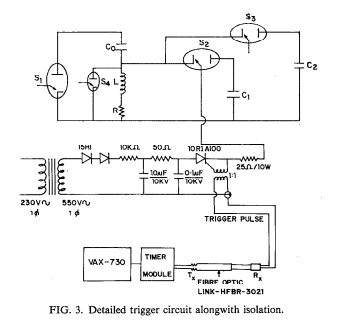 S3
C0
S2
C2
S1
S4
L
C1
R
15RI
10KΩ
50Ω
10RIA100
25Ω/10W
1:1
10μF
10KV
0·1μF
10KV
230V~
1ϕ
550V~
1ϕ
TRIGGER PULSE
VAX-730
TIMER
MODULE
Tx
Rx
FIBRE OPTIC
LINK-HFBR-3021
FIG. 3. Detailed trigger circuit alongwith isolation.